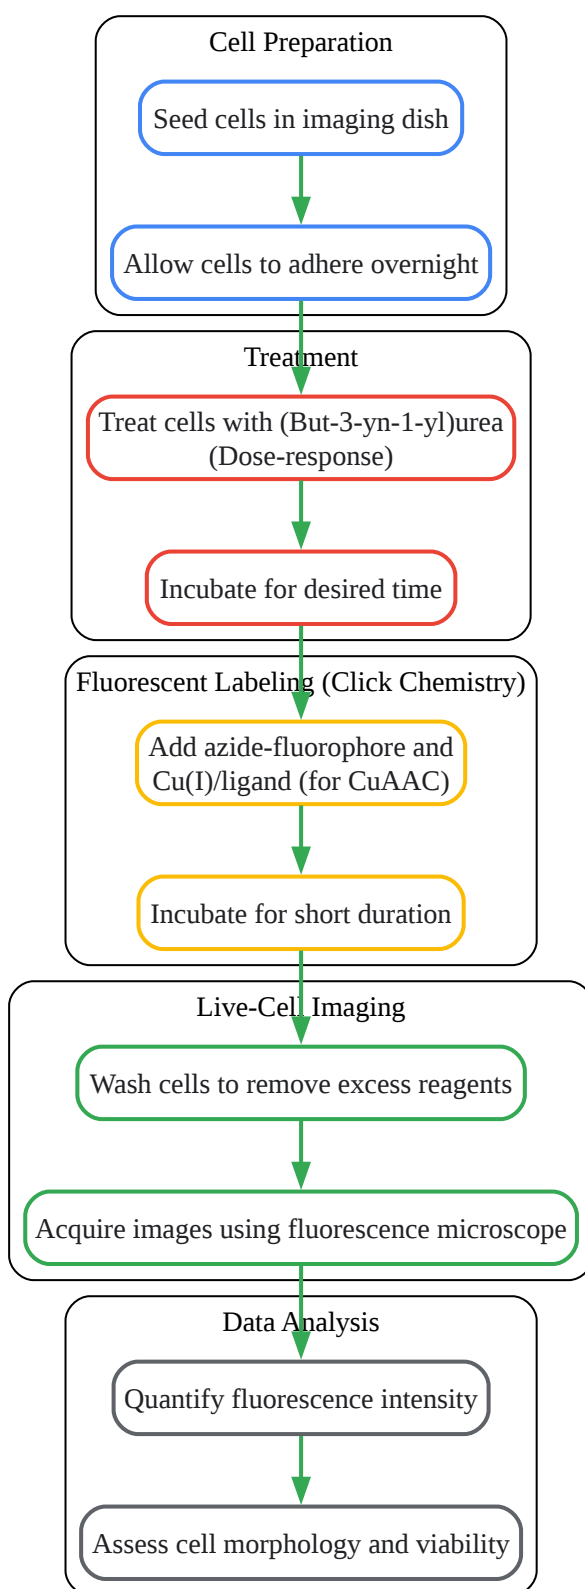 Cell Preparation
Seed cells in imaging dish
Allow cells to adhere overnight
Treatment
Treat cells with (But-3-yn-1-yl)urea
(Dose-response)
Incubate for desired time
Fluorescent Labeling (Click Chemistry)
Add azide-fluorophore and
Cu(I)/ligand (for CuAAC)
Incubate for short duration
Live-Cell Imaging
Wash cells to remove excess reagents
Acquire images using fluorescence microscope
Data Analysis
Quantify fluorescence intensity
Assess cell morphology and viability